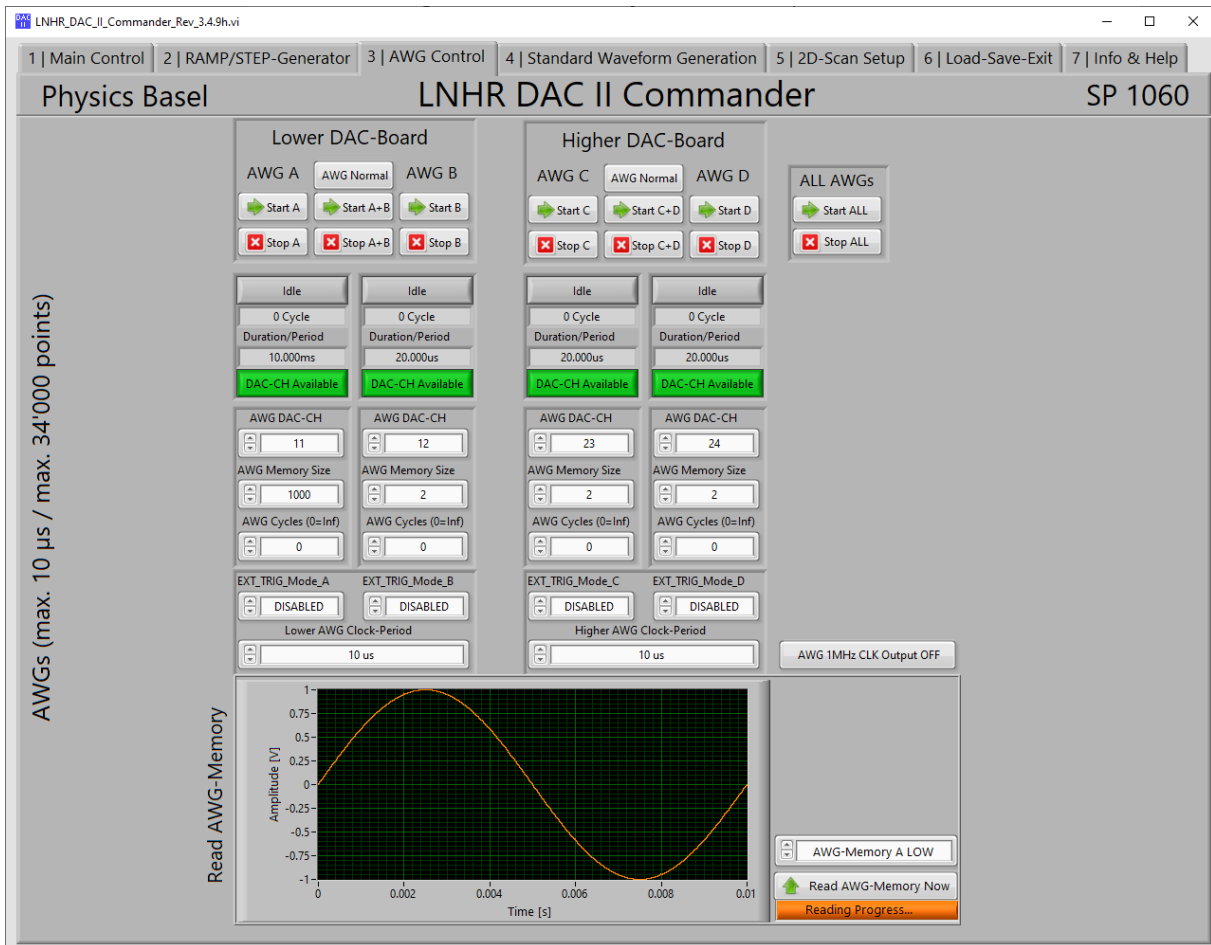 LNHR_DAC_II_Commander_Rev_3.4.9h.vi
1 | Main Control 2 | RAMP/STEP-Generator 3 | AWG Control 4 | Standard Waveform Generation 5 | 2D-Scan Setup 6 | Load-Save-Exit 7 | Info & Help
Physics Basel LNHR DAC II Commander SP 1060
AWGs (max. 10 µs / max. 34'000 points)
Lower DAC-Board
AWG A AWG Normal AWG B
Start A Start A+B Start B
Stop A Stop A+B Stop B
Higher DAC-Board
AWG C AWG Normal AWG D
Start C Start C+D Start D
Stop C Stop C+D Stop D
ALL AWGs
Start ALL
Stop ALL
Idle Idle Idle Idle
0 Cycle 0 Cycle 0 Cycle 0 Cycle
Duration/Period Duration/Period Duration/Period Duration/Period
10.000ms 20.000us 20.000us 20.000us
DAC-CH Available DAC-CH Available DAC-CH Available DAC-CH Available
AWG DAC-CH AWG DAC-CH AWG DAC-CH AWG DAC-CH
11 12 23 24
AWG Memory Size AWG Memory Size AWG Memory Size AWG Memory Size
1000 2 2 2
AWG Cycles (0=Inf) AWG Cycles (0=Inf) AWG Cycles (0=Inf) AWG Cycles (0=Inf)
0 0 0 0
EXT_TRIG_Mode_A EXT_TRIG_Mode_B EXT_TRIG_Mode_C EXT_TRIG_Mode_D
DISABLED DISABLED DISABLED DISABLED
Lower AWG Clock-Period Higher AWG Clock-Period
10 us 10 us AWG 1MHz CLK Output OFF
Read AWG-Memory
Amplitude [V]
1
0.75
0.5
0.25
0
-0.25
-0.5
-0.75
-1
0 0.002 0.004 0.006 0.008 0.01
Time [s]
AWG-Memory A LOW
Read AWG-Memory Now
Reading Progress...